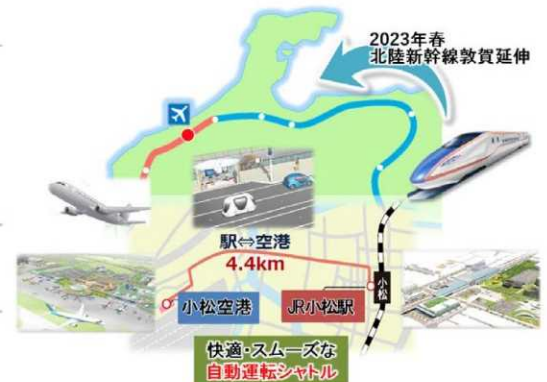 2023年春
北陸新幹線敦賀延伸
駅⇔空港
4.4km
小松空港
JR小松駅
小松
快適・スムーズな
自動運転シャトル